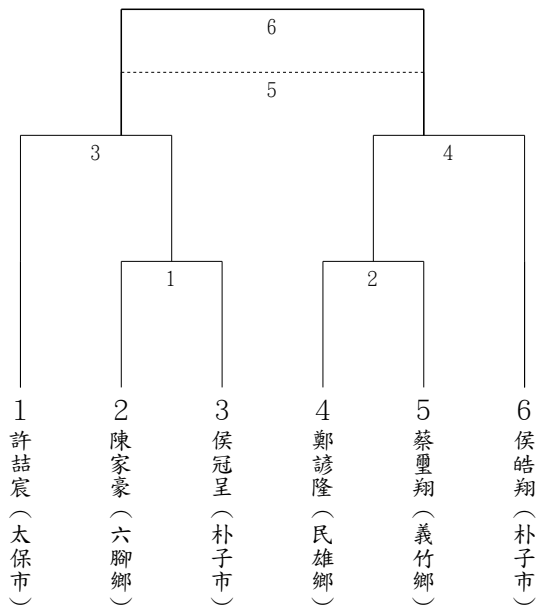 6
5
3
4
1
2
1 許喆宸（太保市）
2 陳家豪（六腳鄉）
3 侯冠呈（朴子市）
4 鄭諺隆（民雄鄉）
5 蔡璽翔（義竹鄉）
6 侯皓翔（朴子市）